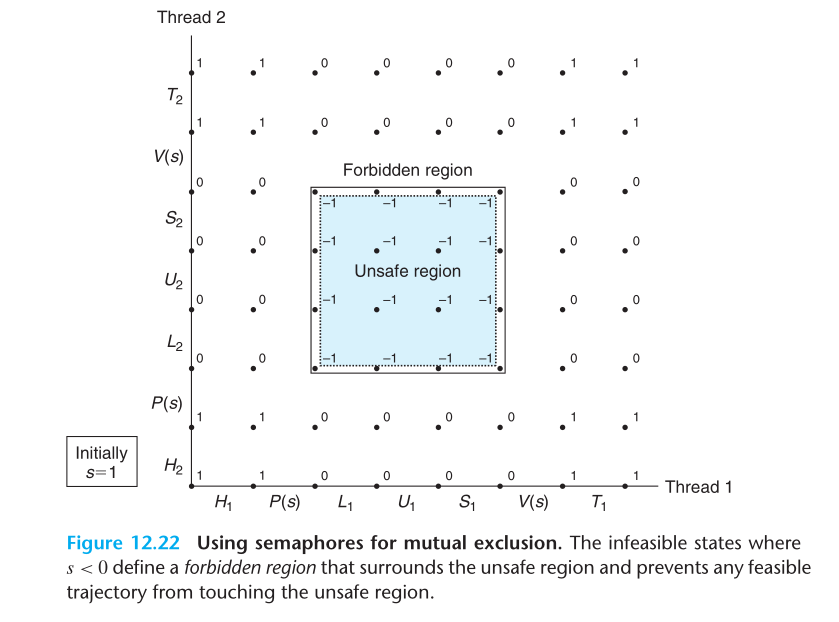 Thread 2
1 1 0 0 0 0 1 1
T2
1 1 0 0 0 0 1 1
V(s)
Forbidden region
0 0 0 0
–1 –1 –1 –1
S2
0 0 –1 –1 –1 –1 0 0
Unsafe region
U2
0 0 –1 –1 –1 –1 0 0
L2
0 0 –1 –1 –1 –1 0 0
P(s)
1 1 0 0 0 0 1 1
Initially
s=1
H2
1 1 0 0 0 0 1 1
Thread 1
H1 P(s) L1 U1 S1 V(s) T1
Figure 12.22 Using semaphores for mutual exclusion. The infeasible states where
s < 0 define a forbidden region that surrounds the unsafe region and prevents any feasible
trajectory from touching the unsafe region.